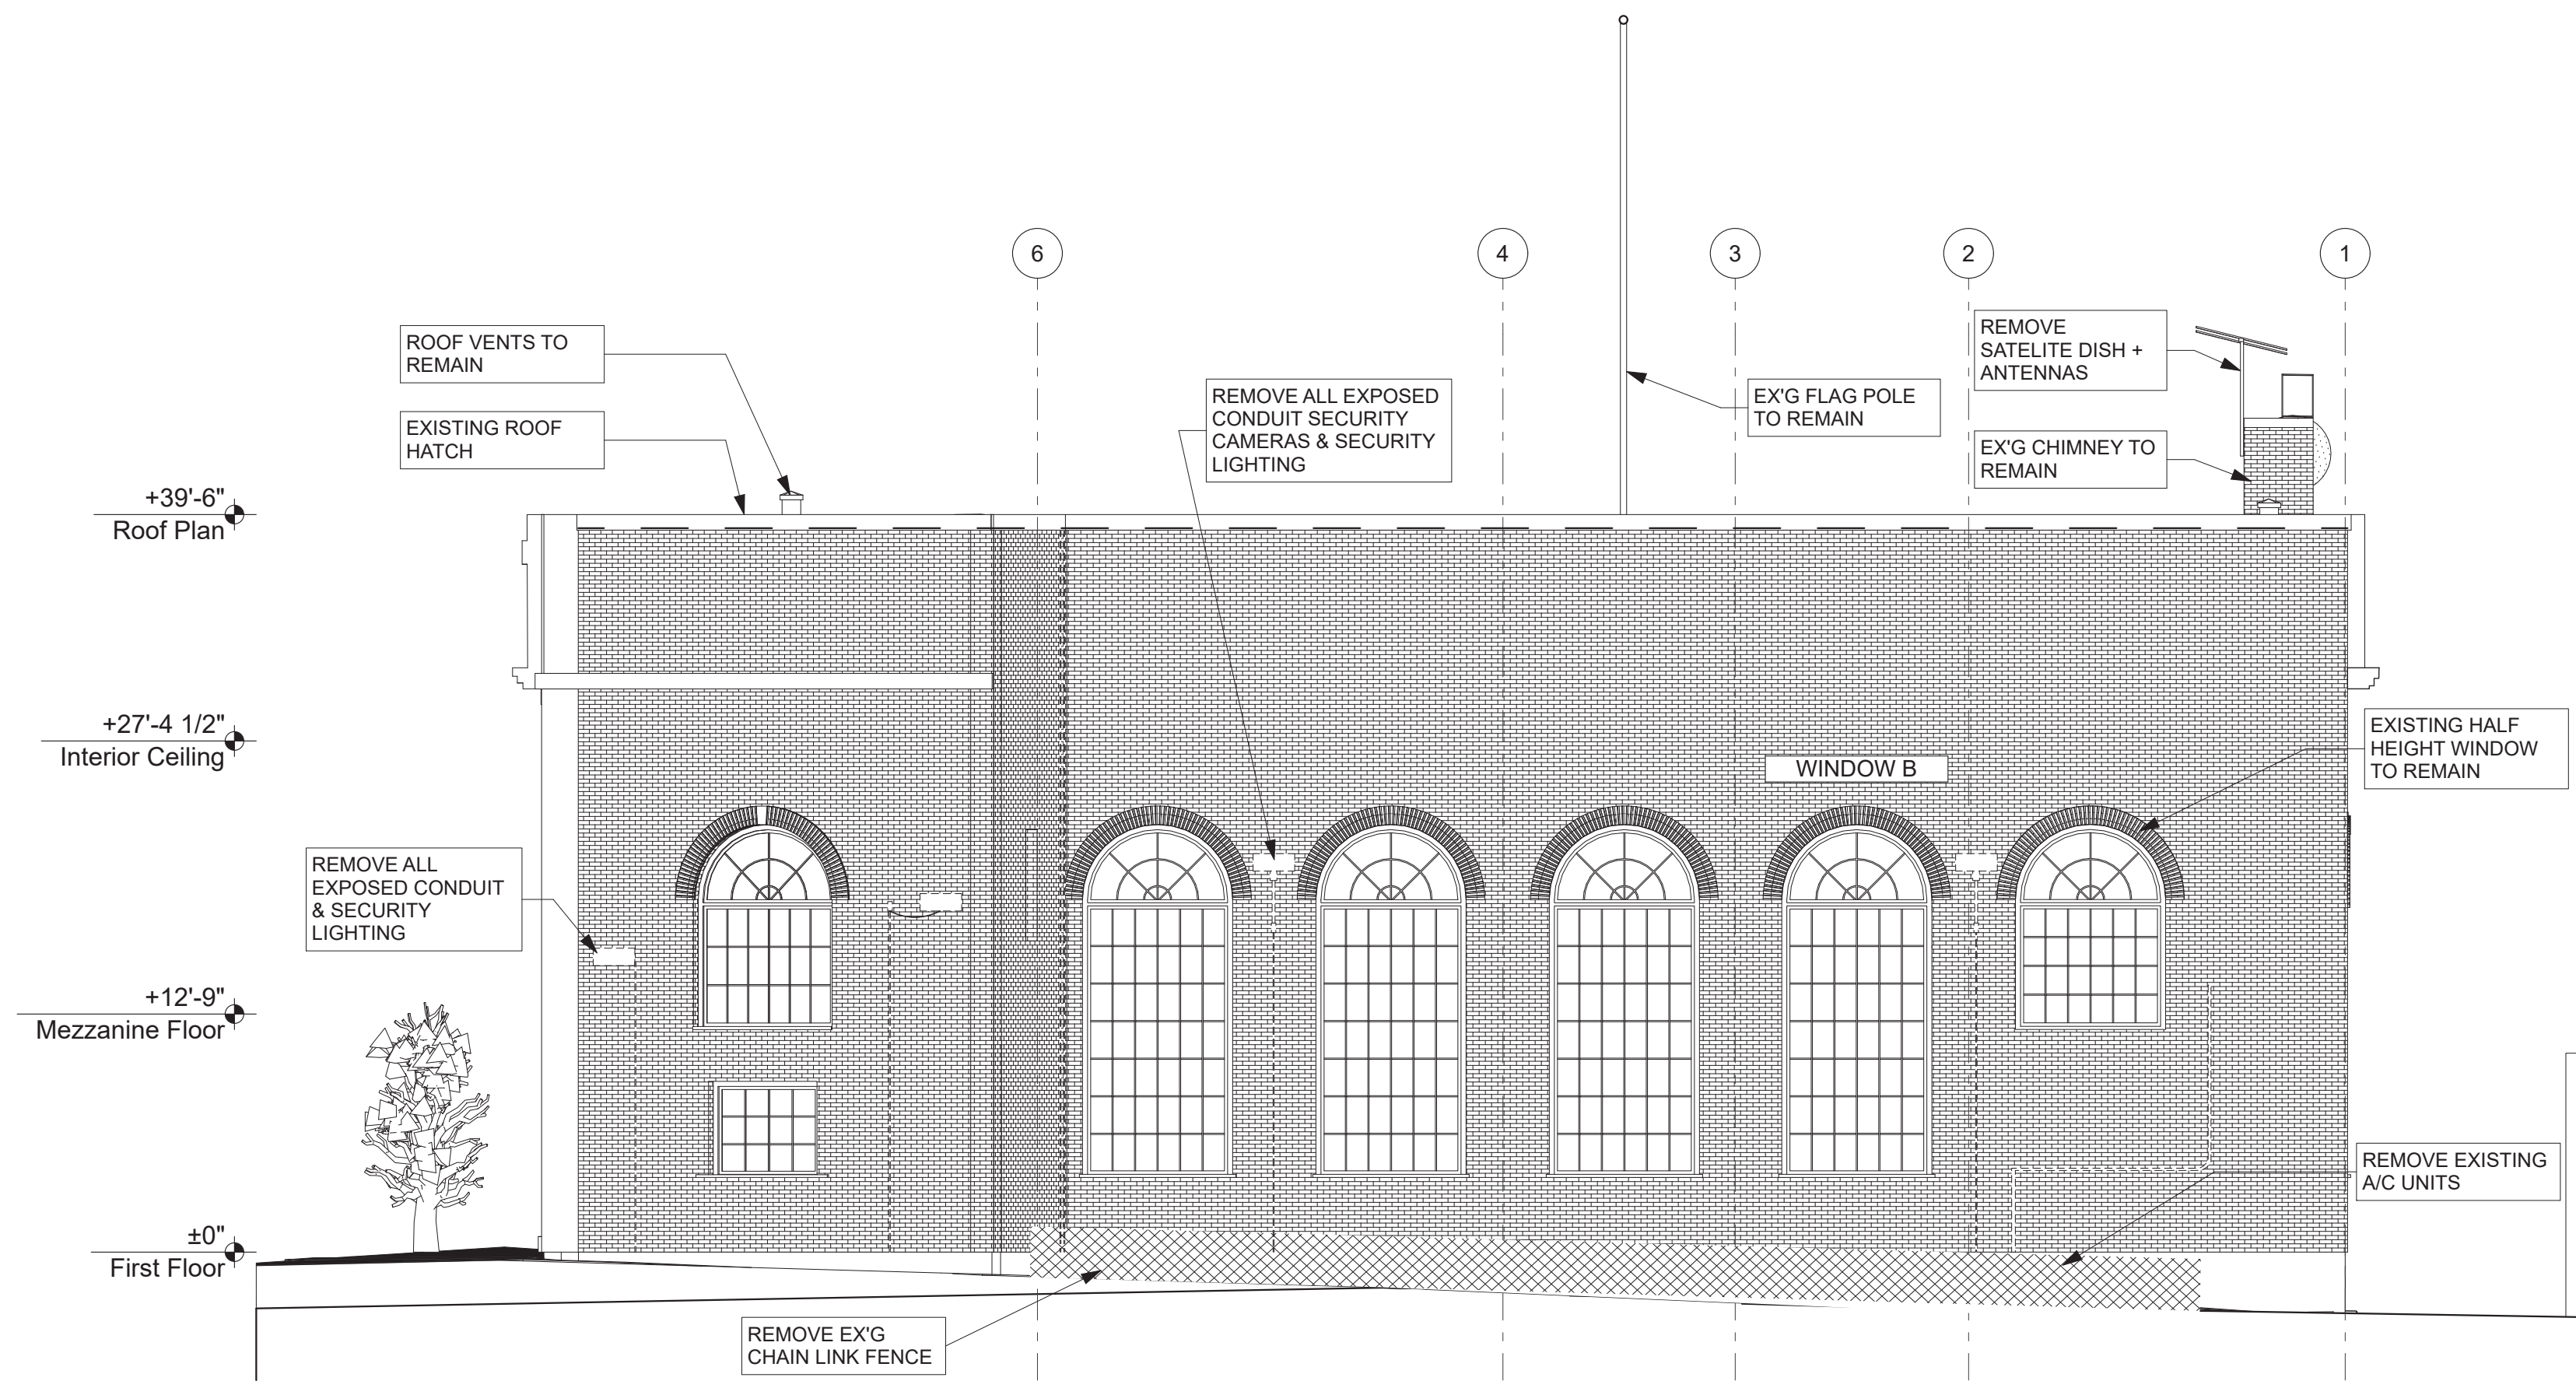 6
4
3
2
1
ROOF VENTS TO
REMAIN
EXISTING ROOF
HATCH
REMOVE ALL EXPOSED
CONDUIT SECURITY
CAMERAS & SECURITY
LIGHTING
EX'G FLAG POLE
TO REMAIN
REMOVE
SATELITE DISH +
ANTENNAS
EX'G CHIMNEY TO
REMAIN
+39'-6"
Roof Plan
+27'-4 1/2"
Interior Ceiling
WINDOW B
EXISTING HALF
HEIGHT WINDOW
TO REMAIN
REMOVE ALL
EXPOSED CONDUIT
& SECURITY
LIGHTING
+12'-9"
Mezzanine Floor
REMOVE EXISTING
A/C UNITS
±0"
First Floor
REMOVE EX'G
CHAIN LINK FENCE